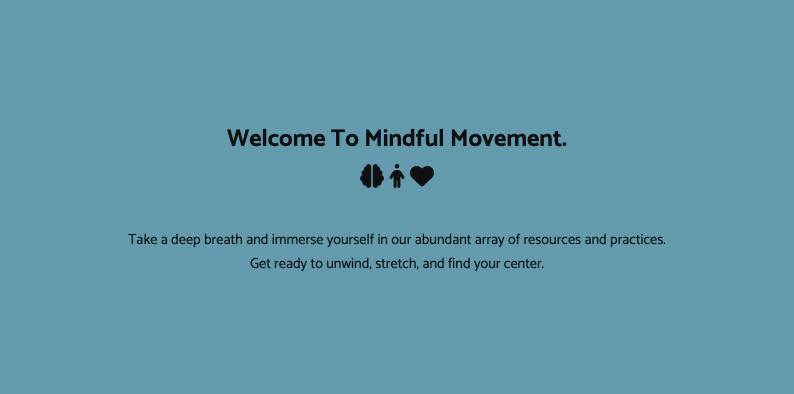 Welcome To Mindful Movement.
Take a deep breath and immerse yourself in our abundant array of resources and practices.
Get ready to unwind, stretch, and find your center.